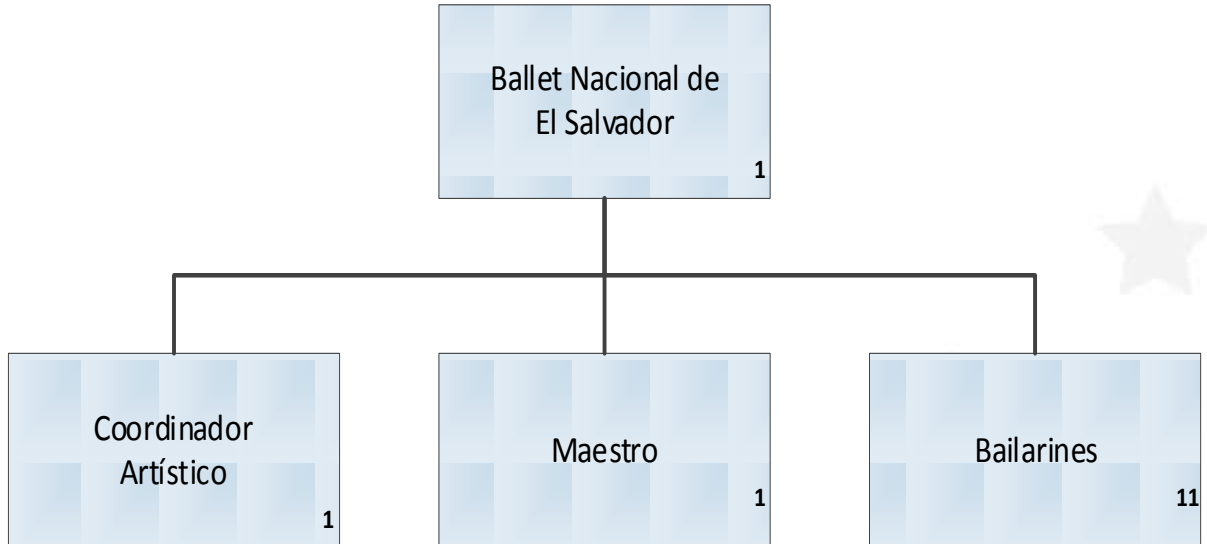 Ballet Nacional de
El Salvador
1
Coordinador
Artístico
1
Maestro
1
Bailarines
11